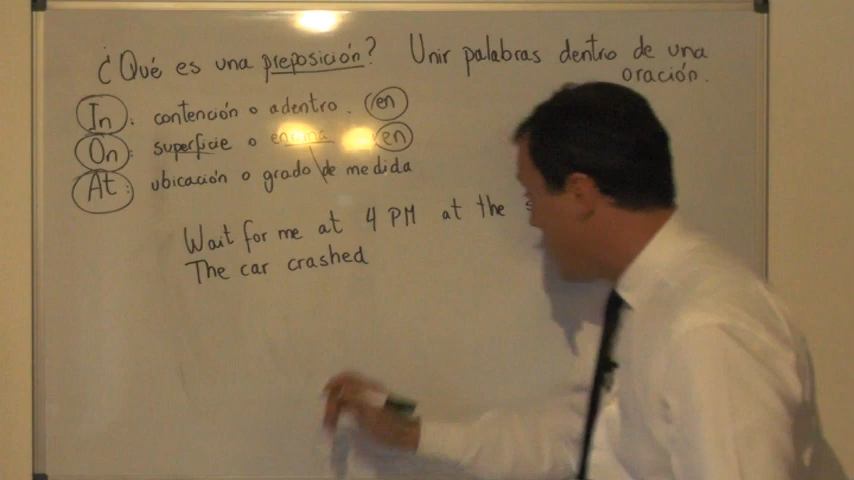 ¿Qué es una preposición? Unir palabras dentro de una
oración.
In: contención o adentro. en
On: superficie o encima en
At: ubicación o grado de medida
Wait for me at 4 PM at the
The car crashed